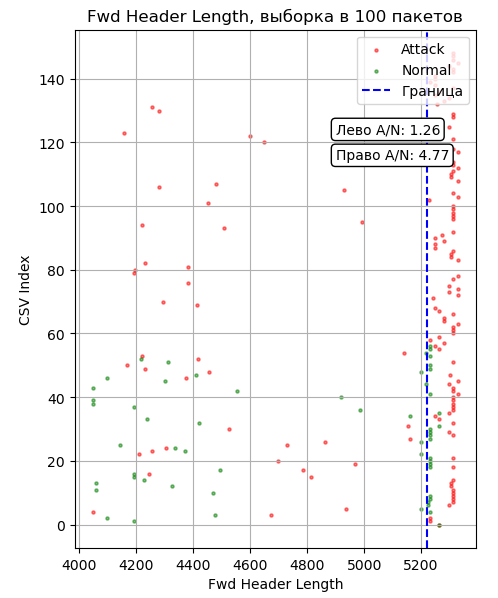 Fwd Header Length, выборка в 100 пакетов
Attack
Normal
Граница
Лево A/N: 1.26
Право A/N: 4.77
CSV Index
140
120
100
80
60
40
20
0
4000
4200
4400
4600
4800
5000
5200
Fwd Header Length